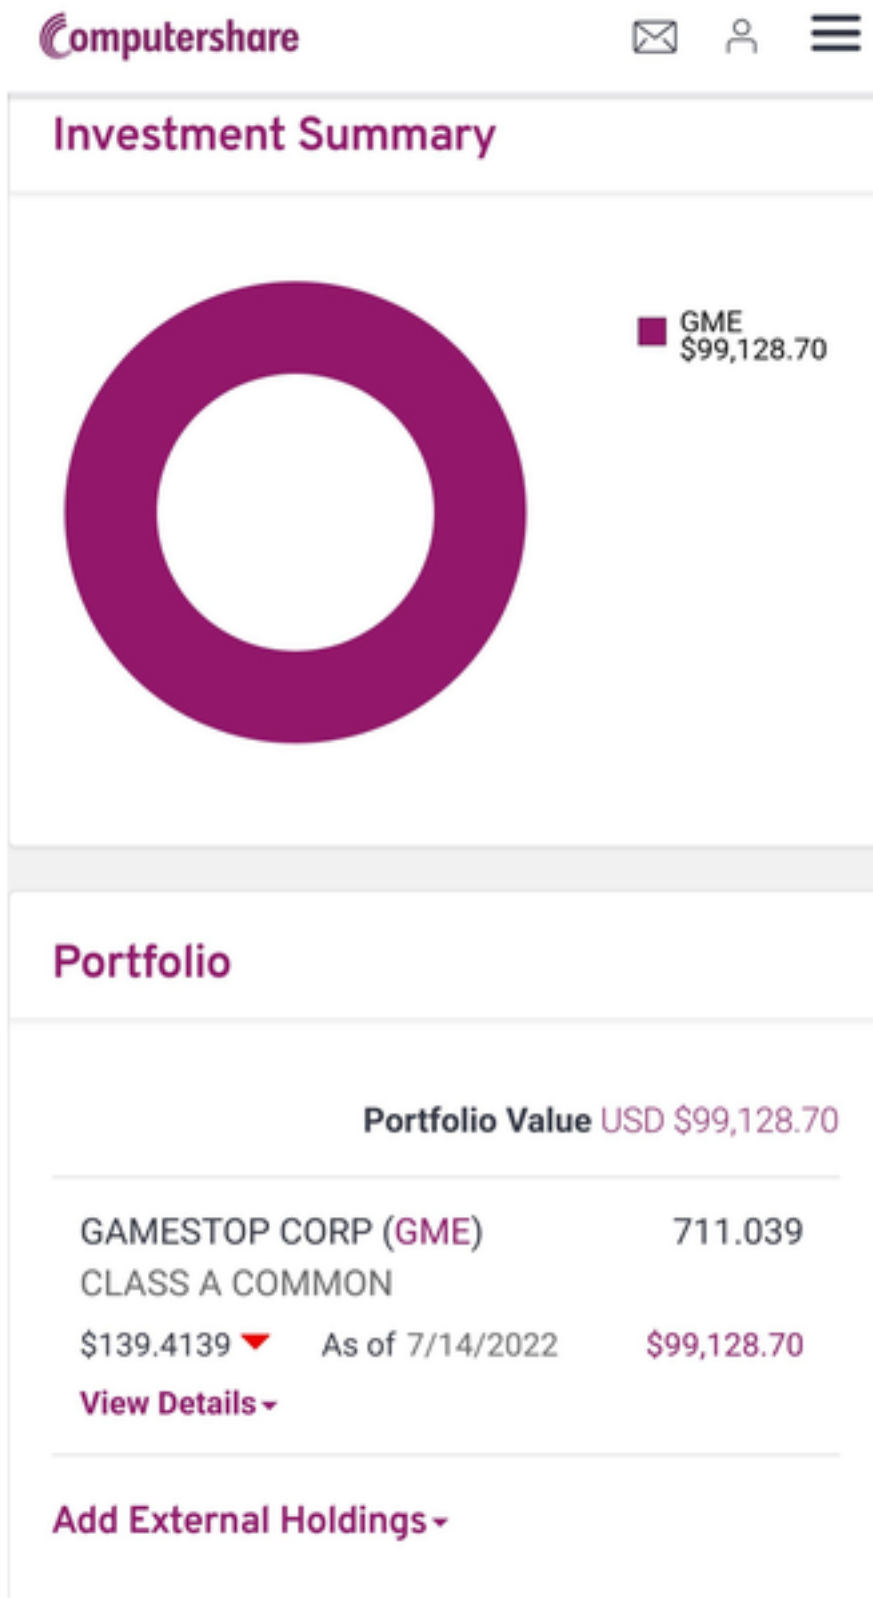 Computershare
Investment Summary
GME
$99,128.70
Portfolio
Portfolio Value USD $99,128.70
GAMESTOP CORP (GME) 711.039
CLASS A COMMON
$139.4139 As of 7/14/2022 $99,128.70
View Details
Add External Holdings